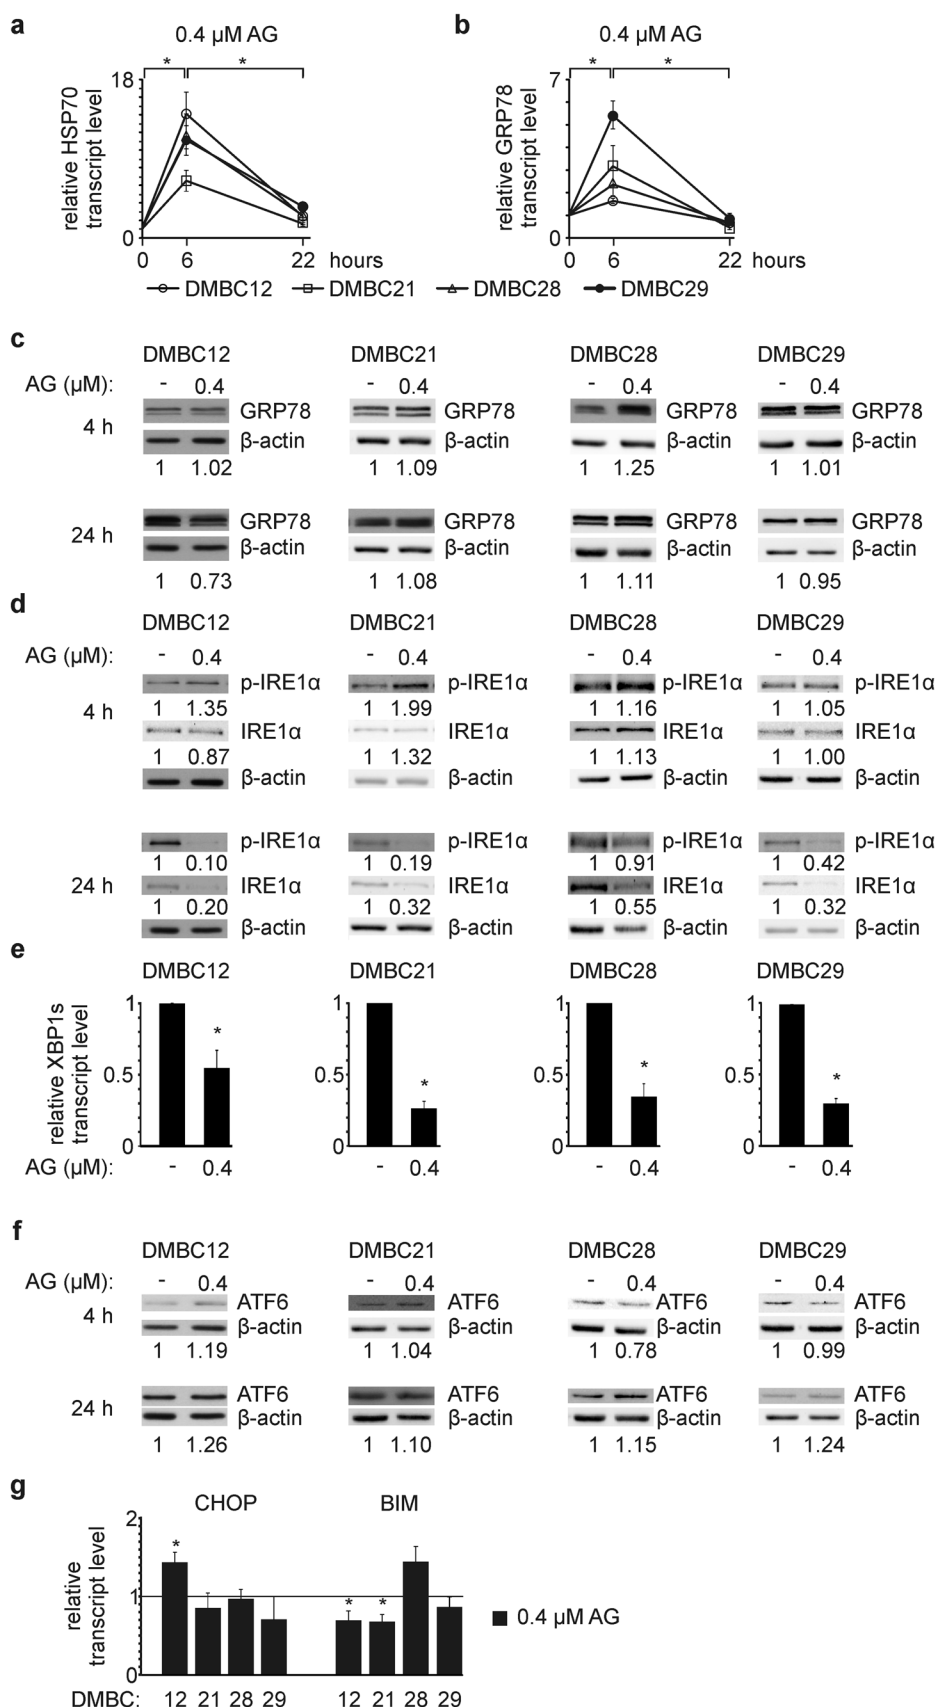 a
b
0.4 µM AG
0.4 µM AG
* *
* *
relative HSP70
transcript level
18
0
0 6 22 hours
relative GRP78
transcript level
7
0
0 6 22 hours
DMBC12 DMBC21 DMBC28 DMBC29
c
DMBC12 DMBC21 DMBC28 DMBC29
AG (µM): - 0.4 - 0.4 - 0.4 - 0.4
4 h
GRP78 GRP78 GRP78 GRP78
β-actin β-actin β-actin β-actin
1 1.02 1 1.09 1 1.25 1 1.01
24 h
GRP78 GRP78 GRP78 GRP78
β-actin β-actin β-actin β-actin
1 0.73 1 1.08 1 1.11 1 0.95
d
DMBC12 DMBC21 DMBC28 DMBC29
AG (µM): - 0.4 - 0.4 - 0.4 - 0.4
p-IRE1α p-IRE1α p-IRE1α p-IRE1α
4 h
1 1.35 1 1.99 1 1.16 1 1.05
IRE1α IRE1α IRE1α IRE1α
1 0.87 1 1.32 1 1.13 1 1.00
β-actin β-actin β-actin β-actin
p-IRE1α p-IRE1α p-IRE1α p-IRE1α
1 0.10 1 0.19 1 0.91 1 0.42
24 h
IRE1α IRE1α IRE1α IRE1α
1 0.20 1 0.32 1 0.55 1 0.32
β-actin β-actin β-actin β-actin
e
DMBC12 DMBC21 DMBC28 DMBC29
relative XBP1s
transcript level
1 1 1 1
* * * *
0.5 0.5 0.5 0.5
0 0 0 0
AG (µM): - 0.4 - 0.4 - 0.4 - 0.4
f
DMBC12 DMBC21 DMBC28 DMBC29
AG (µM): - 0.4 - 0.4 - 0.4 - 0.4
4 h
ATF6 ATF6 ATF6 ATF6
β-actin β-actin β-actin β-actin
1 1.19 1 1.04 1 0.78 1 0.99
24 h
ATF6 ATF6 ATF6 ATF6
β-actin β-actin β-actin β-actin
1 1.26 1 1.10 1 1.15 1 1.24
g
CHOP BIM
relative
transcript level
2
*
1
* *
0
0.4 µM AG
DMBC: 12 21 28 29 12 21 28 29